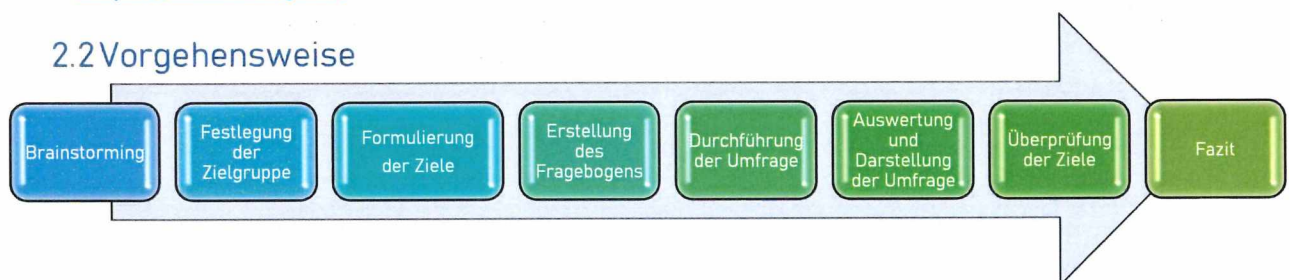 2.2 Vorgehensweise
Brainstorming
Festlegung
der
Zielgruppe
Formulierung
der Ziele
Erstellung
des
Fragebogens
Durchführung
der Umfrage
Auswertung
und
Darstellung
der Umfrage
Überprüfung
der Ziele
Fazit